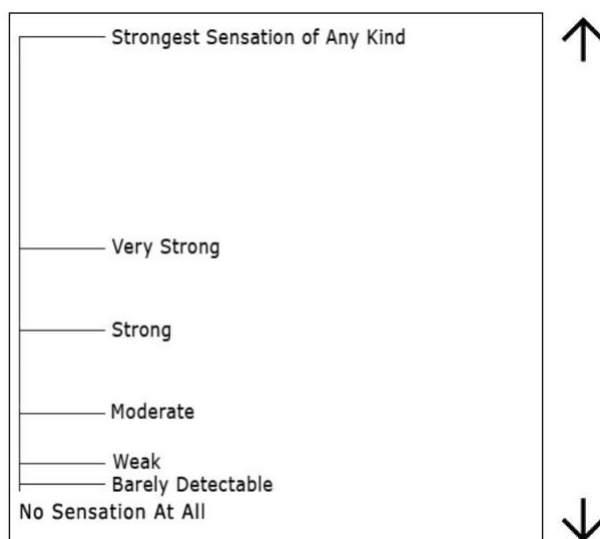 Strongest Sensation of Any Kind
Very Strong
Strong
Moderate
Weak
Barely Detectable
No Sensation At All